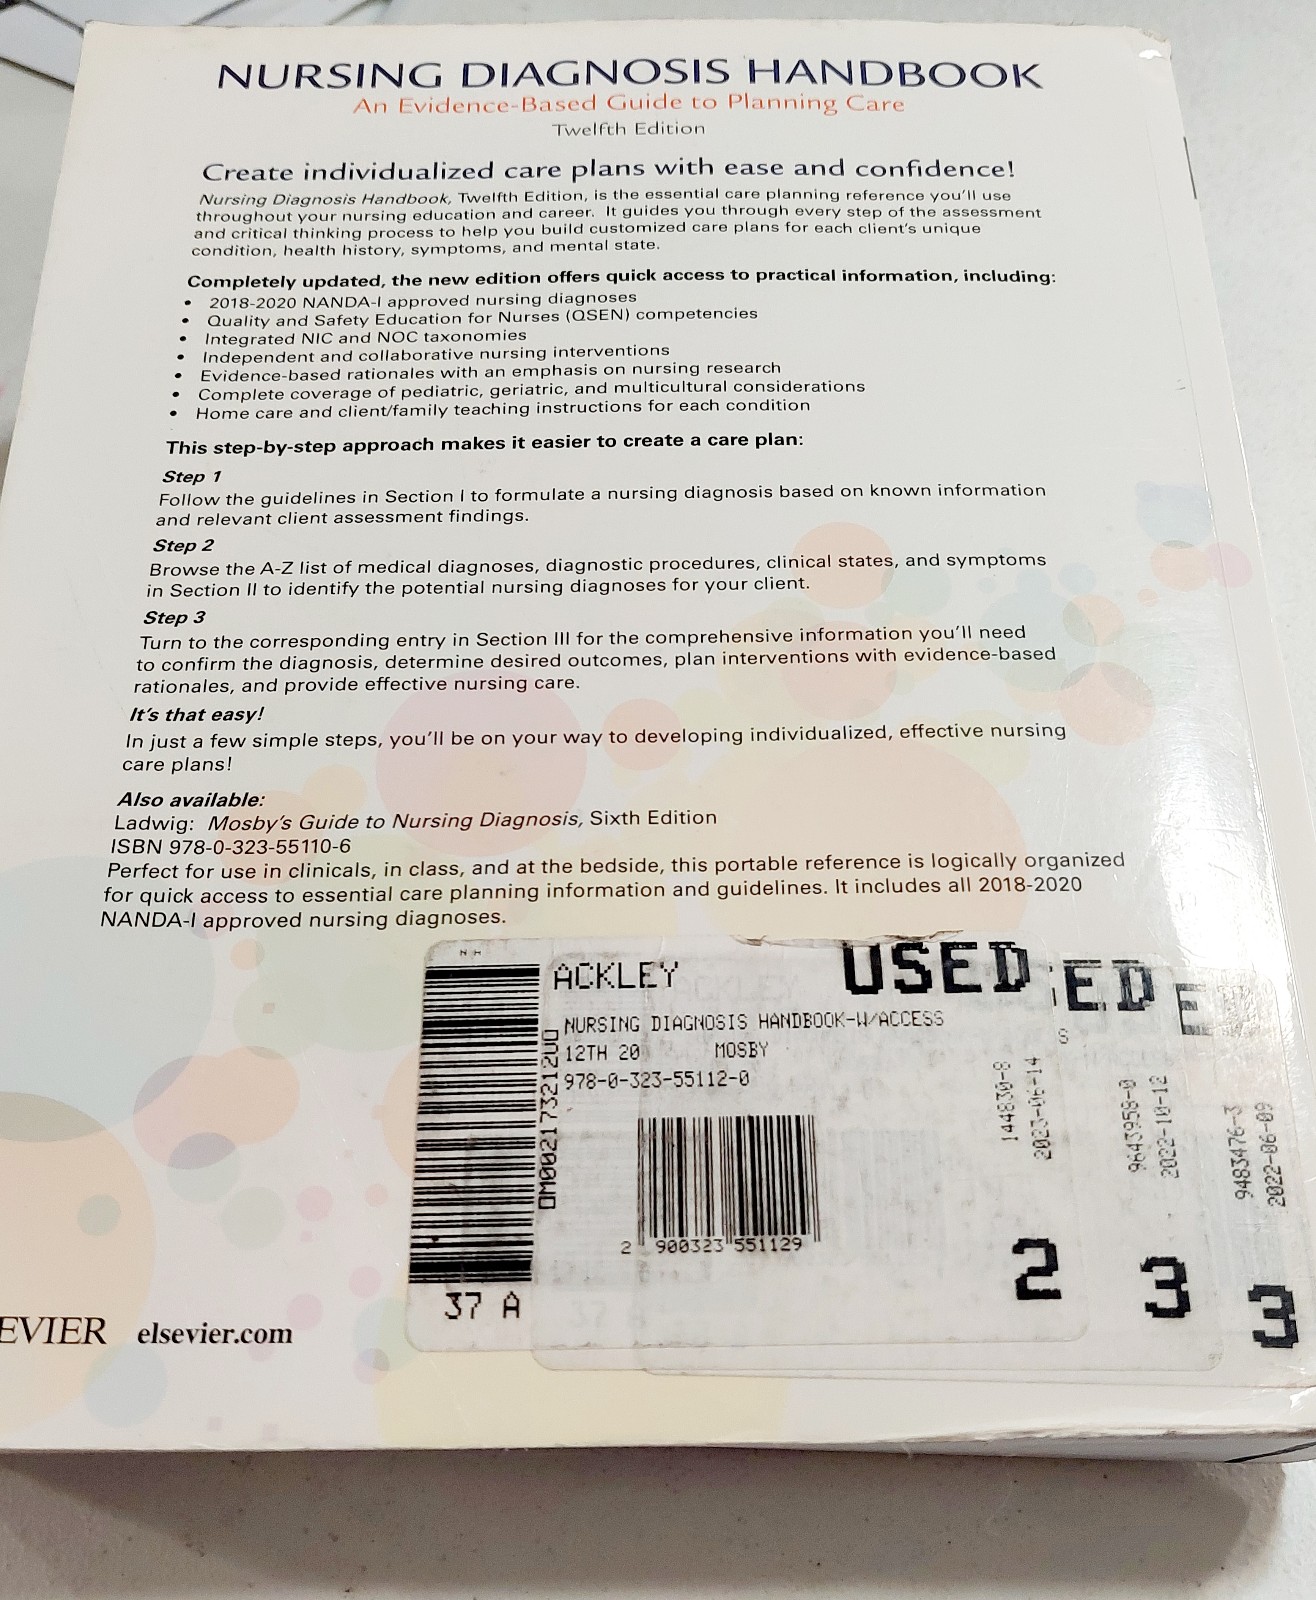 NURSING DIAGNOSIS HANDBOOK
An Evidence-Based Guide to Planning Care
Twelfth Edition
Create individualized care plans with ease and confidence!
Nursing Diagnosis Handbook, Twelfth Edition, is the essential care planning reference you'll use
throughout your nursing education and career. It guides you through every step of the assessment
and critical thinking process to help you build customized care plans for each client's unique
condition, health history, symptoms, and mental state.
Completely updated, the new edition offers quick access to practical information, including:
• 2018-2020 NANDA-I approved nursing diagnoses
• Quality and Safety Education for Nurses (QSEN) competencies
• Integrated NIC and NOC taxonomies
• Independent and collaborative nursing interventions
• Evidence-based rationales with an emphasis on nursing research
• Complete coverage of pediatric, geriatric, and multicultural considerations
• Home care and client/family teaching instructions for each condition
This step-by-step approach makes it easier to create a care plan:
Step 1
Follow the guidelines in Section I to formulate a nursing diagnosis based on known information
and relevant client assessment findings.
Step 2
Browse the A-Z list of medical diagnoses, diagnostic procedures, clinical states, and symptoms
in Section II to identify the potential nursing diagnoses for your client.
Step 3
Turn to the corresponding entry in Section III for the comprehensive information you'll need
to confirm the diagnosis, determine desired outcomes, plan interventions with evidence-based
rationales, and provide effective nursing care.
It's that easy!
In just a few simple steps, you'll be on your way to developing individualized, effective nursing
care plans!
Also available:
Ladwig: Mosby's Guide to Nursing Diagnosis, Sixth Edition
ISBN 978-0-323-55110-6
Perfect for use in clinicals, in class, and at the bedside, this portable reference is logically organized
for quick access to essential care planning information and guidelines. It includes all 2018-2020
NANDA-I approved nursing diagnoses.
ACKLEY
USED
ED
E
NURSING DIAGNOSIS HANDBOOK-W/ACCESS
S
12TH 20 MOSBY
978-0-323-55112-0
0M002173212UU
2 900323 551129
37 A
144830-8
2023-06-14
2
9643958-0
2022-10-12
3
9483476-3
2022-06-09
3
EVIER elsevier.com